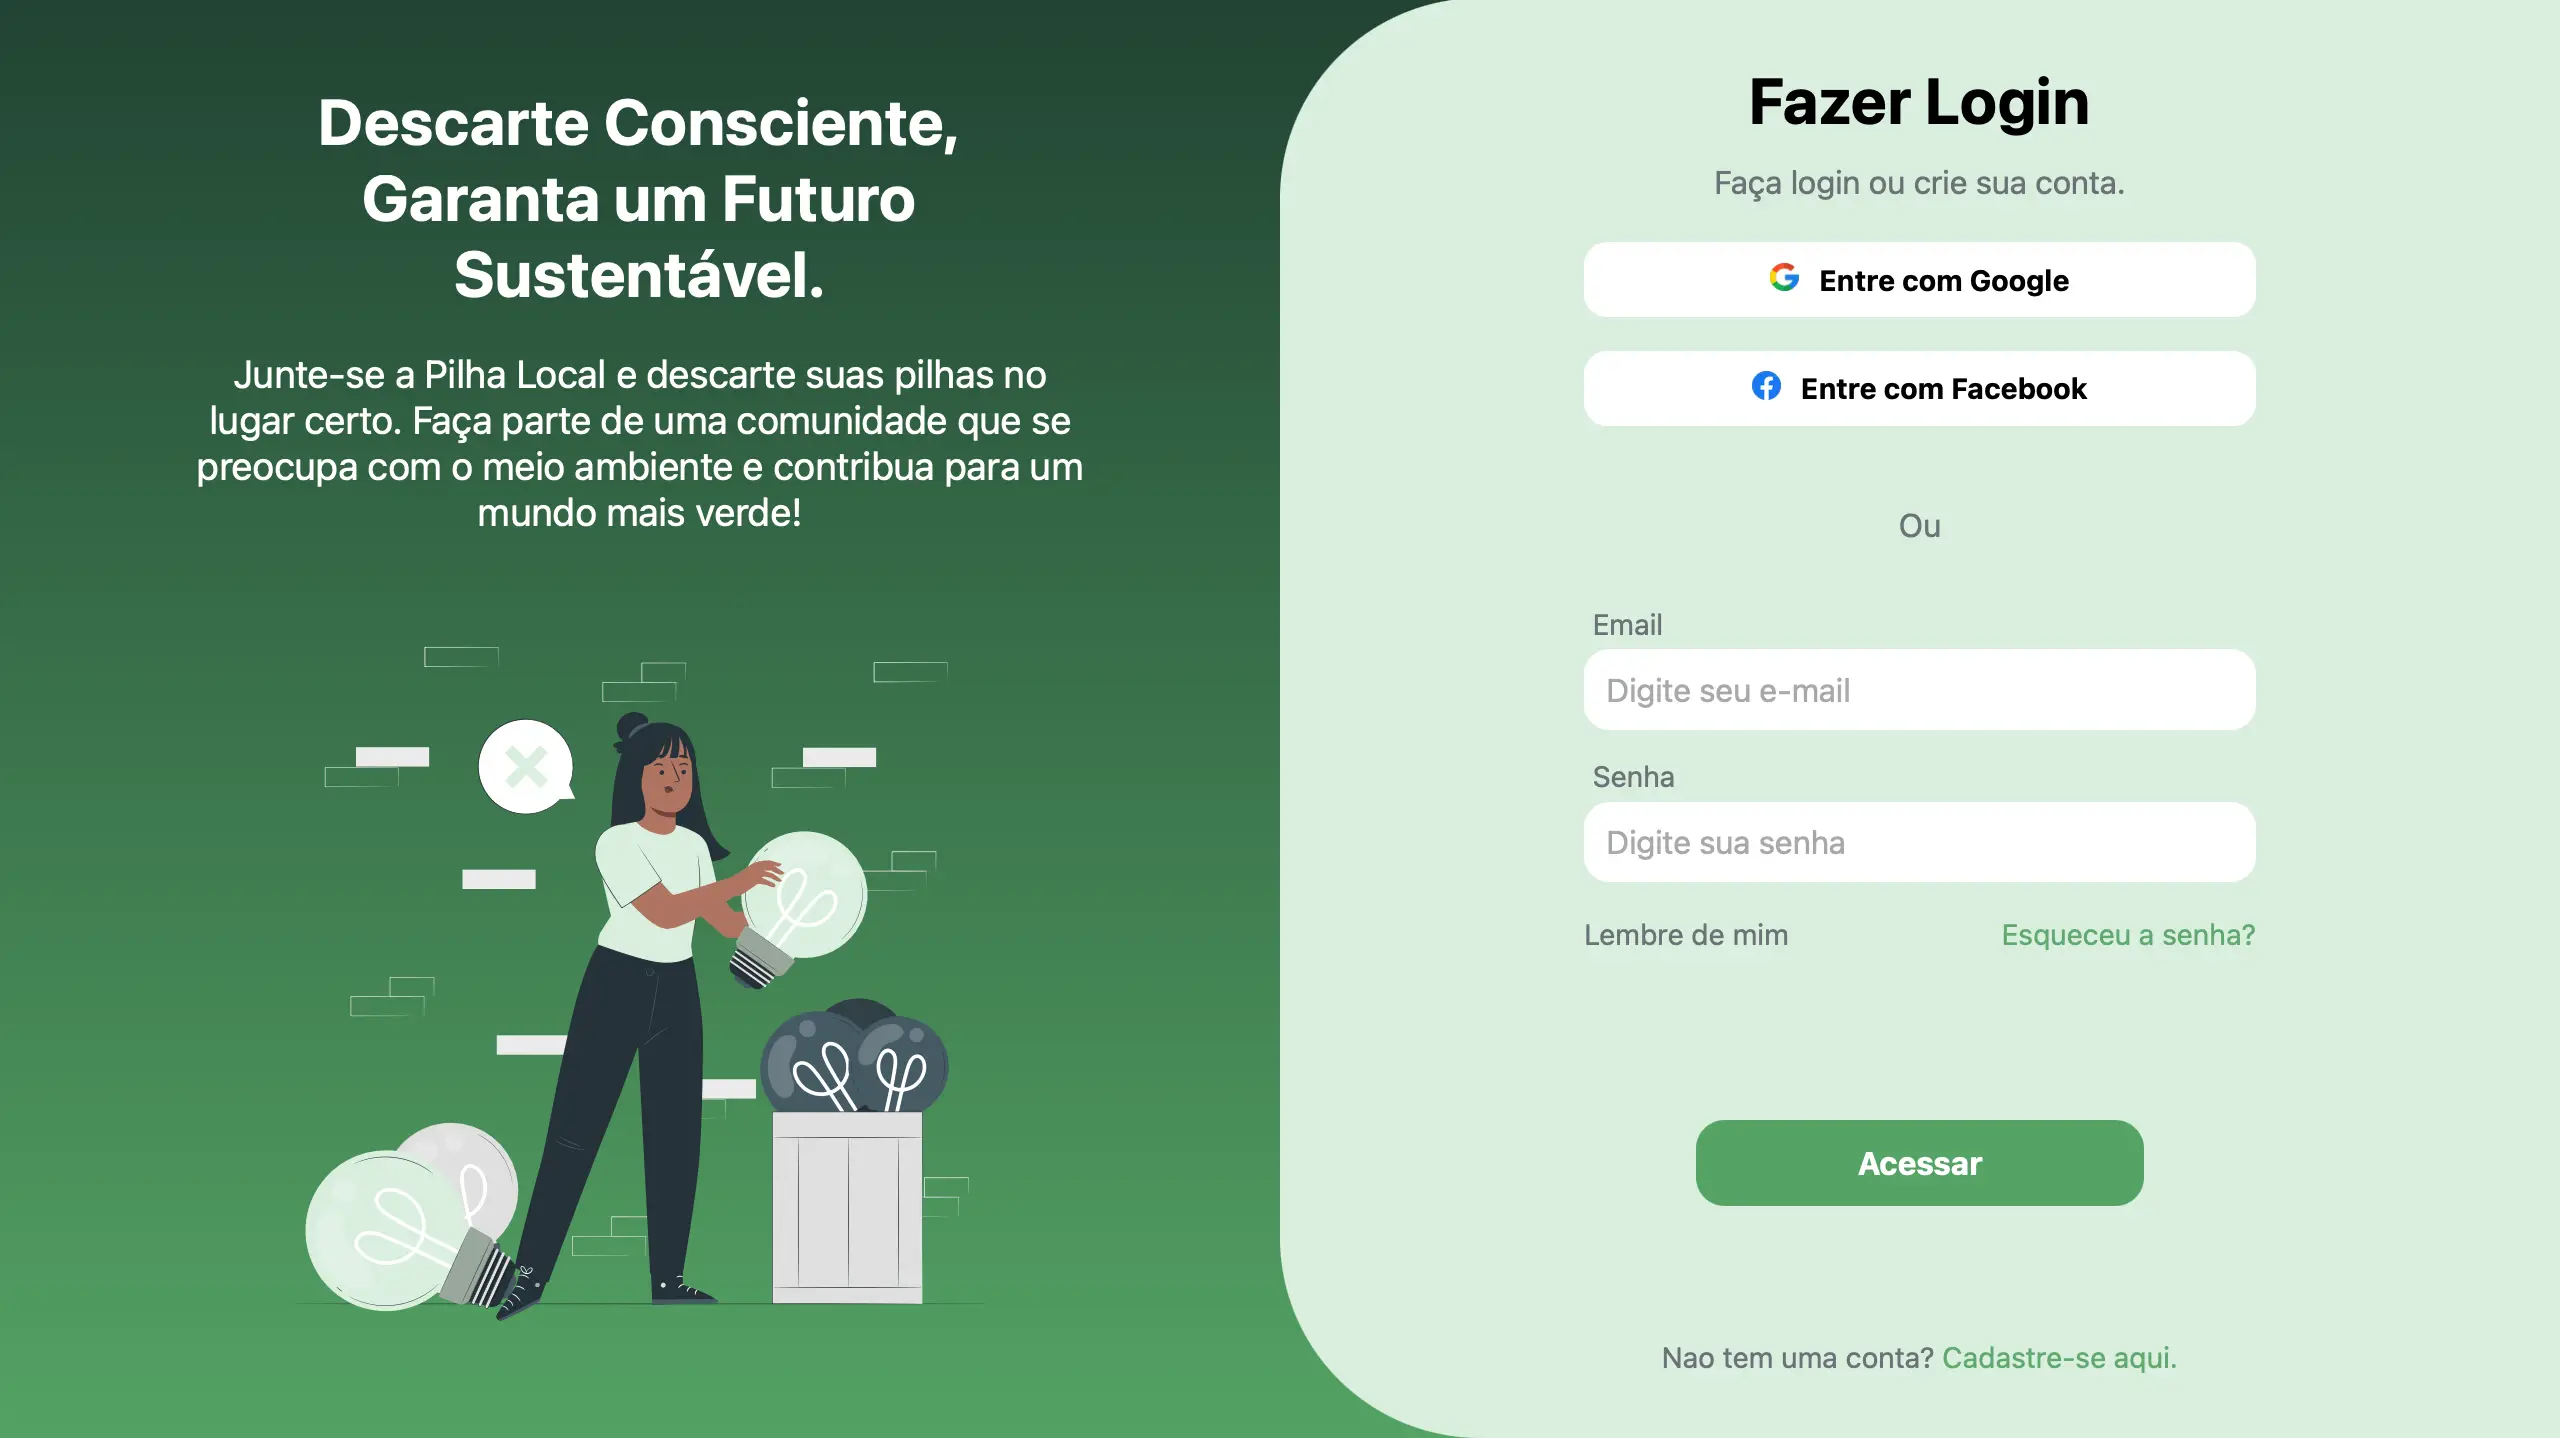 Descarte Consciente,
Garanta um Futuro
Sustentável.
Junte-se a Pilha Local e descarte suas pilhas no
lugar certo. Faça parte de uma comunidade que se
preocupa com o meio ambiente e contribua para um
mundo mais verde!
Fazer Login
Faça login ou crie sua conta.
Entre com Google
Entre com Facebook
Ou
Email
Digite seu e-mail
Senha
Digite sua senha
Lembre de mim
Esqueceu a senha?
Acessar
Nao tem uma conta? Cadastre-se aqui.